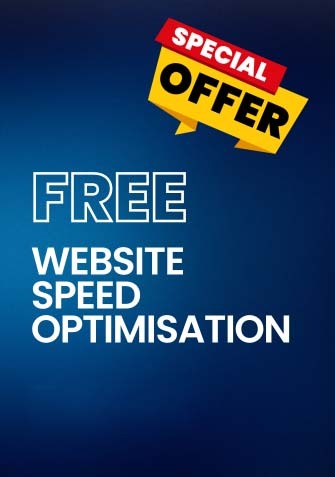 SPECIAL
OFFER
FREE
WEBSITE
SPEED
OPTIMISATION